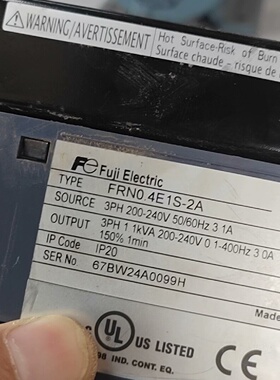 WARNING/AVERTISSEMENT
Hot Surface-Risk of Burn
Surface chaude - risque d
Fe Fuji Electric
TYPE FRN0.4E1S-2A
SOURCE 3PH 200-240V 50/60Hz 3.1A
OUTPUT 3PH 1.1kVA 200-240V 0.1-400Hz 3.0A
150% 1min
IP Code IP20
SER No 67BW24A0099H
Made
UL US LISTED
IND. CONT. EQ.